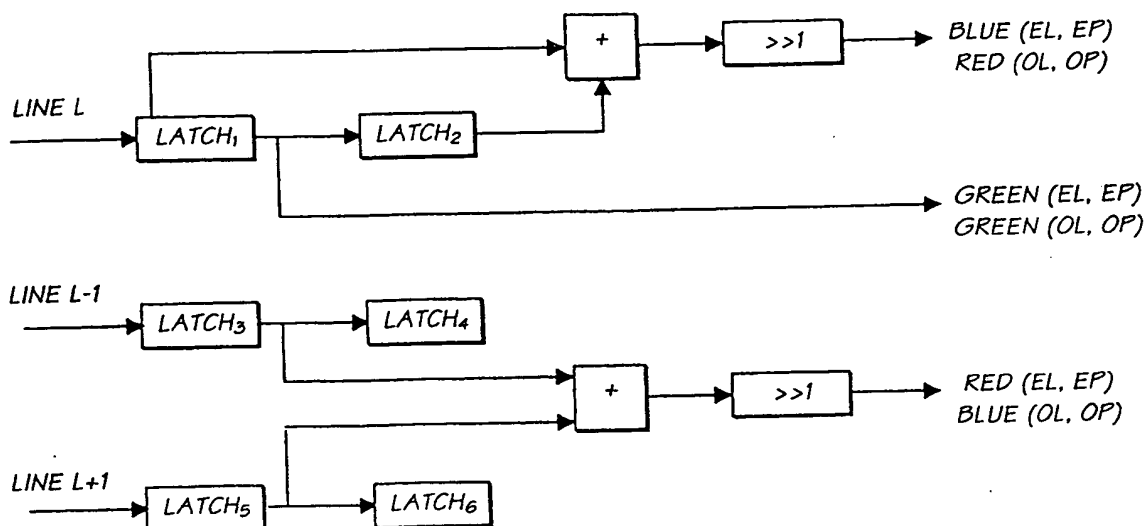 BLUE (EL, EP)
RED (OL, OP)
+
>>1
LINE L
LATCH₁
LATCH₂
GREEN (EL, EP)
GREEN (OL, OP)
LINE L-1
LATCH₃
LATCH₄
+
>>1
RED (EL, EP)
BLUE (OL, OP)
LINE L+1
LATCH₅
LATCH₆